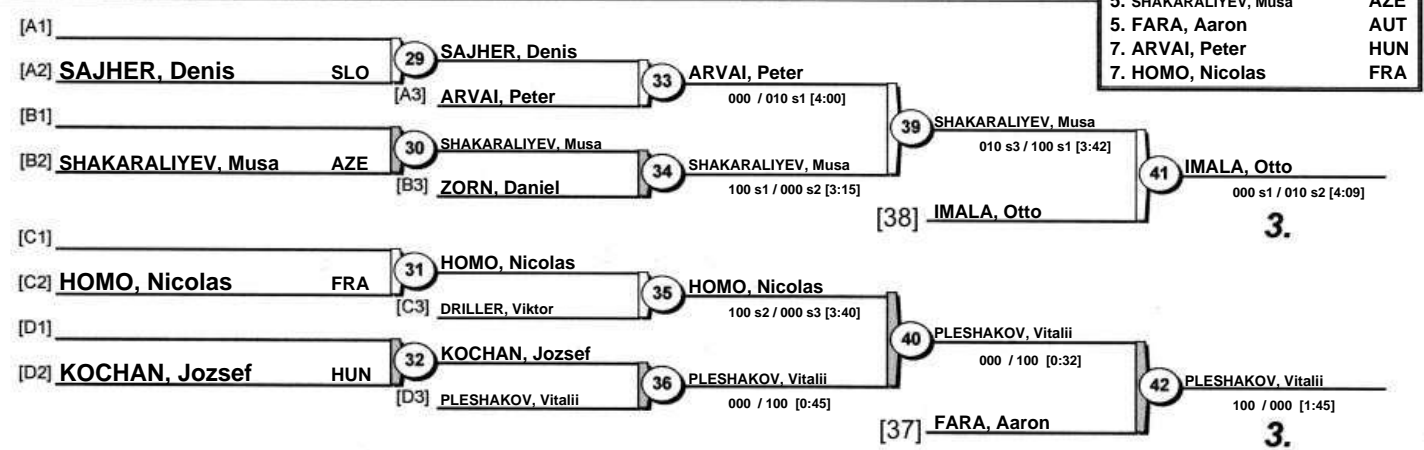 5. SHAKARALIYEV, Musa AZE
5. FARA, Aaron AUT
7. ARVAI, Peter HUN
7. HOMO, Nicolas FRA
[A1]
[A2] SAJHER, Denis SLO
29 SAJHER, Denis
[A3] ARVAI, Peter
33 ARVAI, Peter
000 / 010 s1 [4:00]
[B1]
[B2] SHAKARALIYEV, Musa AZE
30 SHAKARALIYEV, Musa
[B3] ZORN, Daniel
34 SHAKARALIYEV, Musa
100 s1 / 000 s2 [3:15]
39 SHAKARALIYEV, Musa
010 s3 / 100 s1 [3:42]
[38] IMALA, Otto
41 IMALA, Otto
000 s1 / 010 s2 [4:09]
3.
[C1]
[C2] HOMO, Nicolas FRA
31 HOMO, Nicolas
[C3] DRILLER, Viktor
35 HOMO, Nicolas
100 s2 / 000 s3 [3:40]
[D1]
[D2] KOCHAN, Jozsef HUN
32 KOCHAN, Jozsef
[D3] PLESHAKOV, Vitalii
36 PLESHAKOV, Vitalii
000 / 100 [0:45]
40 PLESHAKOV, Vitalii
000 / 100 [0:32]
[37] FARA, Aaron
42 PLESHAKOV, Vitalii
100 / 000 [1:45]
3.